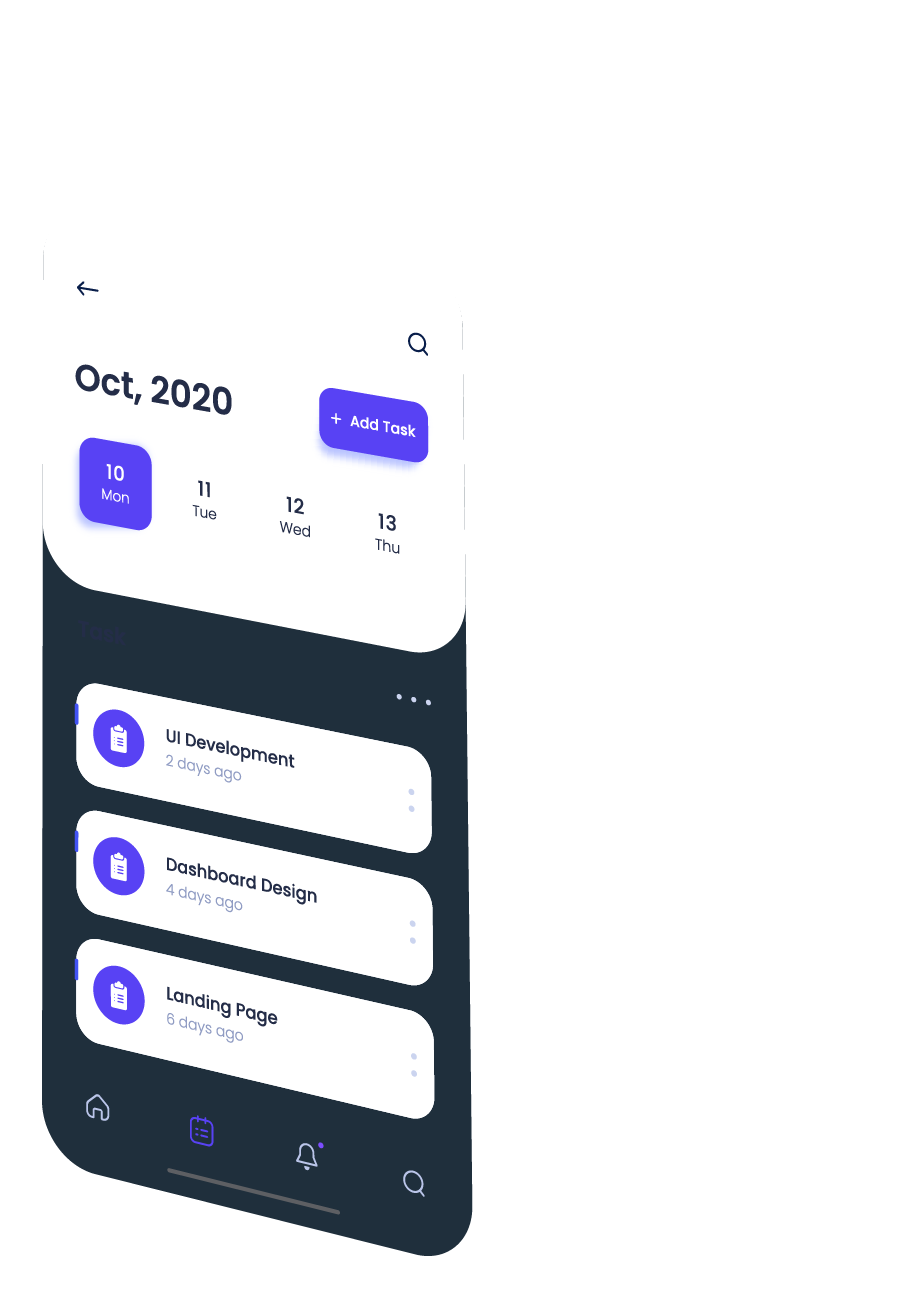 Oct, 2020
+ Add Task
10
Mon
11
Tue
12
Wed
13
Thu
UI Development
2 days ago
Dashboard Design
4 days ago
Landing Page
6 days ago